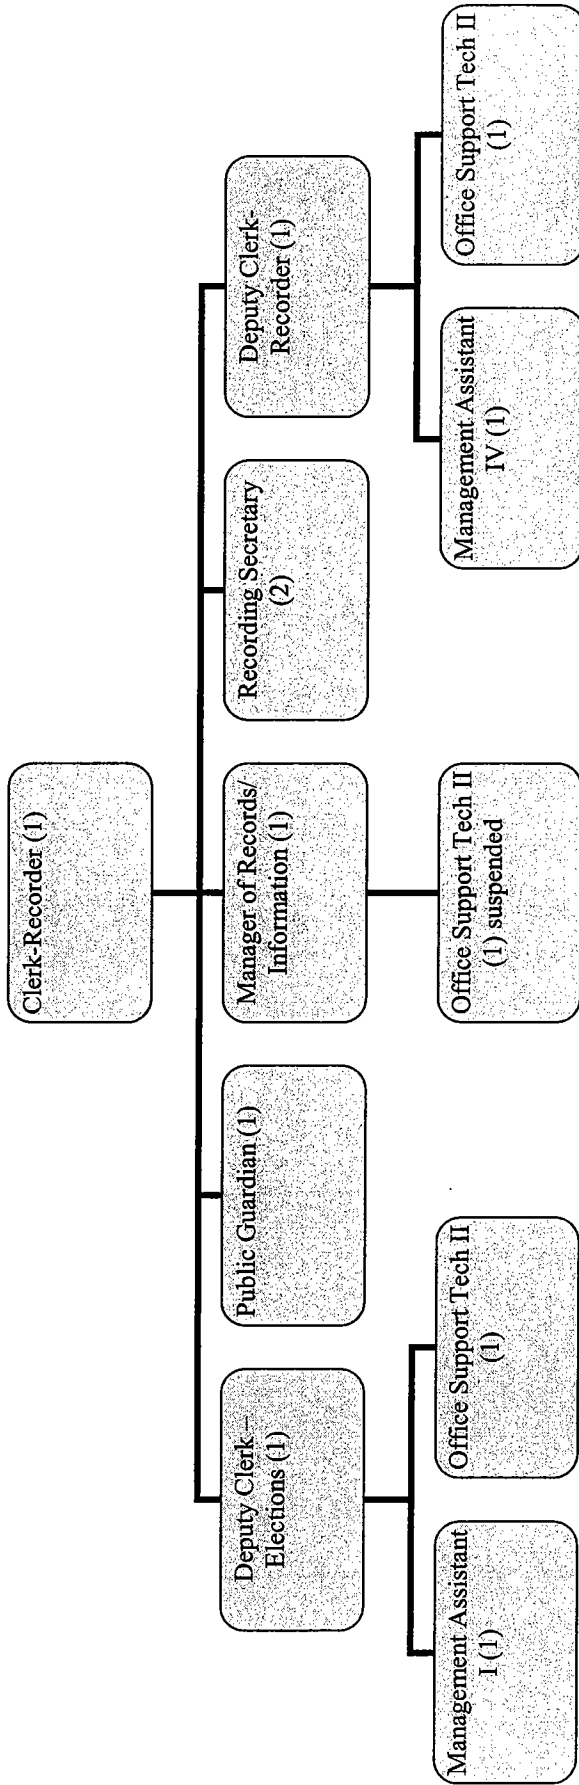 Clerk-Recorder (1)
Deputy Clerk –
Elections (1)
Public Guardian (1)
Manager of Records/
Information (1)
Recording Secretary
(2)
Deputy Clerk-
Recorder (1)
Management Assistant
I (1)
Office Support Tech II
(1)
Office Support Tech II
(1) suspended
Management Assistant
IV (1)
Office Support Tech II
(1)